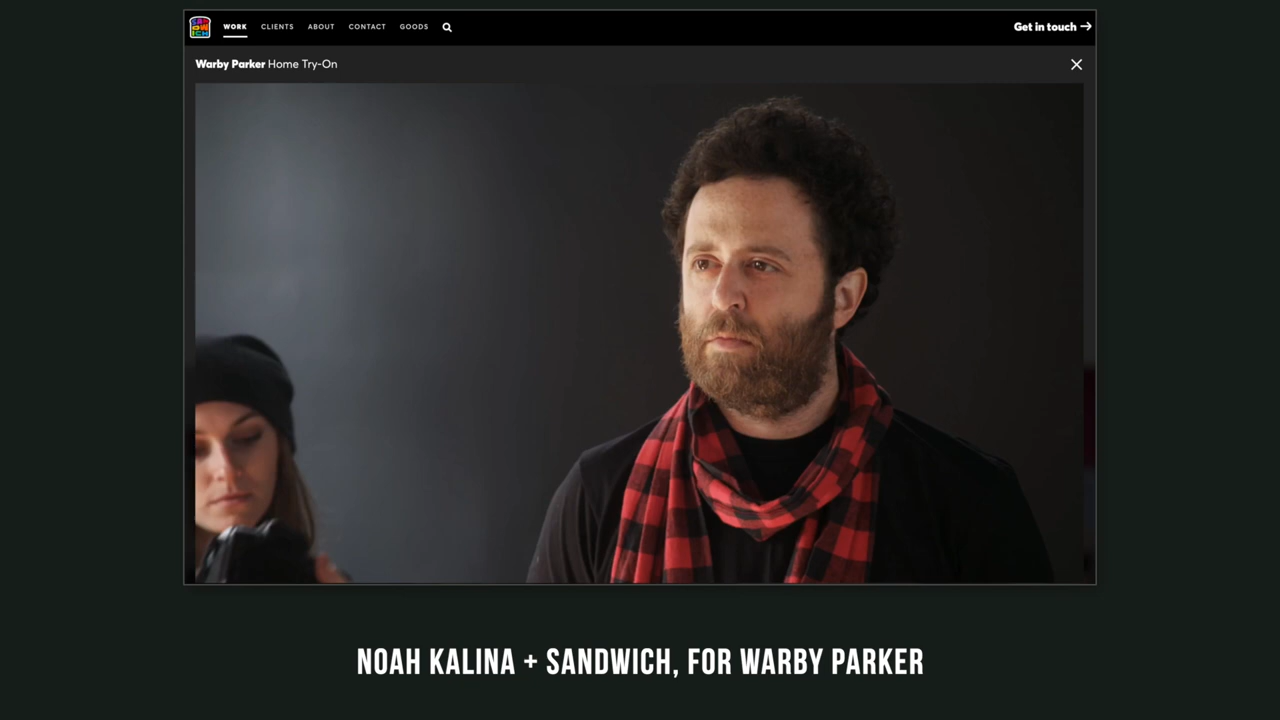 SANDWICH
WORK CLIENTS ABOUT CONTACT GOODS
Get in touch →
Warby Parker Home Try-On
NOAH KALINA + SANDWICH, FOR WARBY PARKER